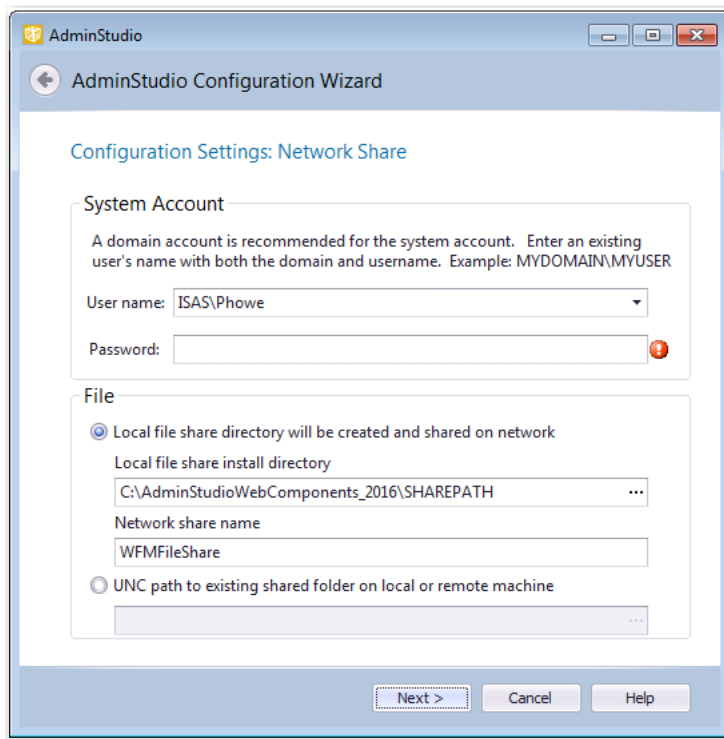 AdminStudio
AdminStudio Configuration Wizard
Configuration Settings: Network Share
System Account
A domain account is recommended for the system account. Enter an existing
user's name with both the domain and username. Example: MYDOMAIN\MYUSER
User name: ISAS\Phowe
Password:
File
Local file share directory will be created and shared on network
Local file share install directory
C:\AdminStudioWebComponents_2016\SHAREPATH ...
Network share name
WFMFileShare
UNC path to existing shared folder on local or remote machine
...
Next > Cancel Help